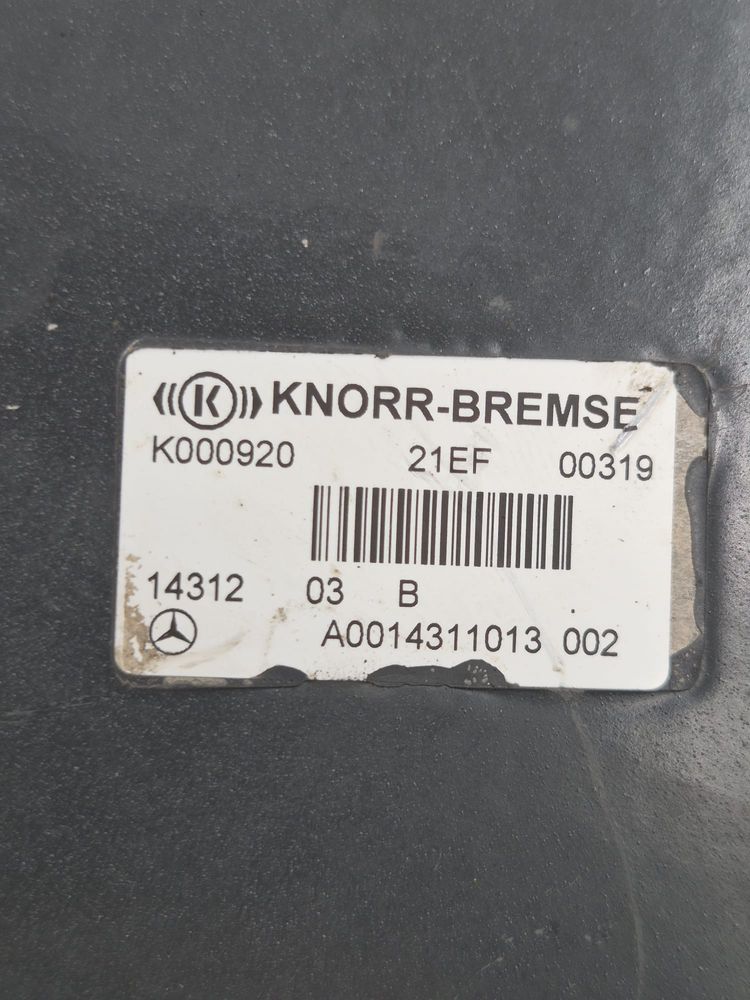 K KNORR-BREMSE
K000920 21EF 00319
14312 03 B
A0014311013 002